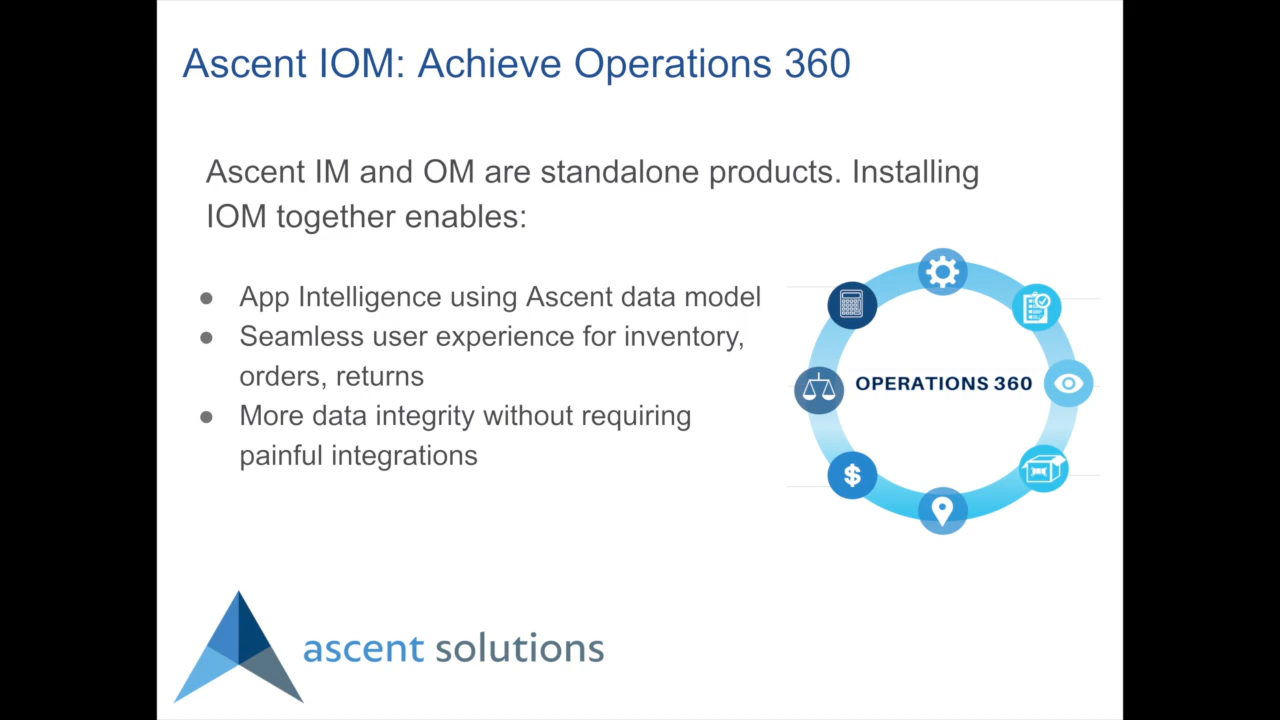 Ascent IOM: Achieve Operations 360
Ascent IM and OM are standalone products. Installing
IOM together enables:
● App Intelligence using Ascent data model
● Seamless user experience for inventory,
orders, returns
● More data integrity without requiring
painful integrations
OPERATIONS 360
$
ascent solutions